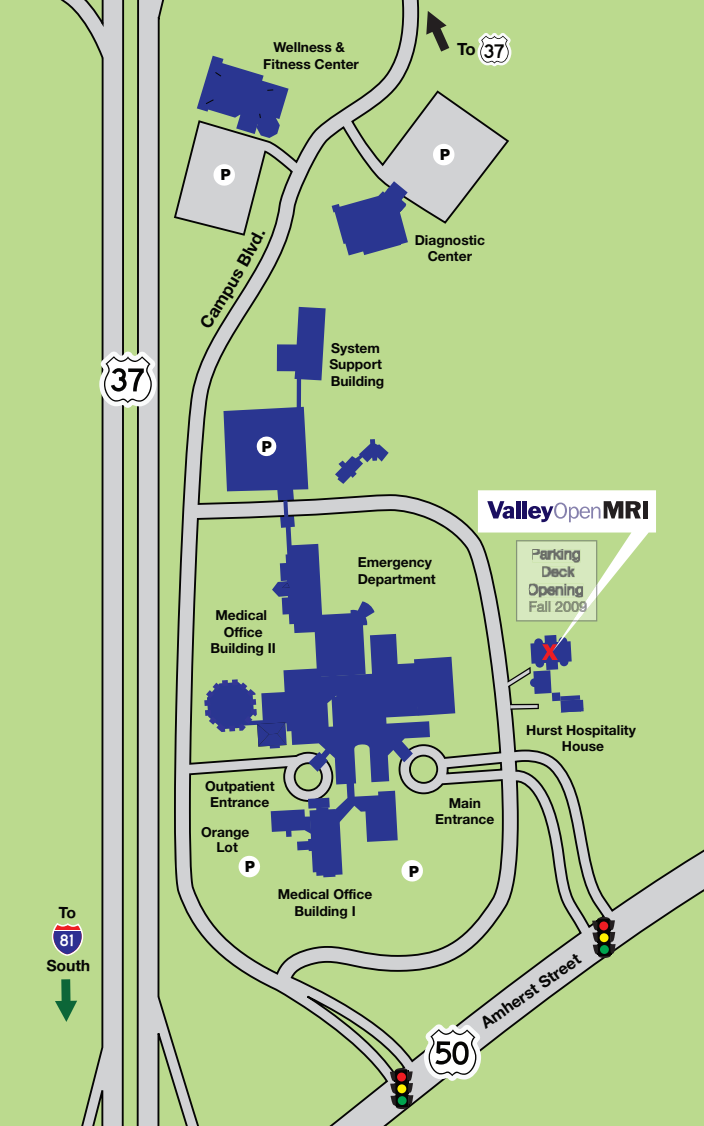 Wellness &
Fitness Center
To 37
P
P
Diagnostic
Center
Campus Blvd.
System
Support
Building
37
P
ValleyOpenMRI
Parking
Deck
Opening
Fall 2009
Emergency
Department
Medical
Office
Building II
X
Hurst Hospitality
House
Outpatient
Entrance
Main
Entrance
Orange
Lot
P
P
Medical Office
Building I
To
81
South
Amherst Street
50